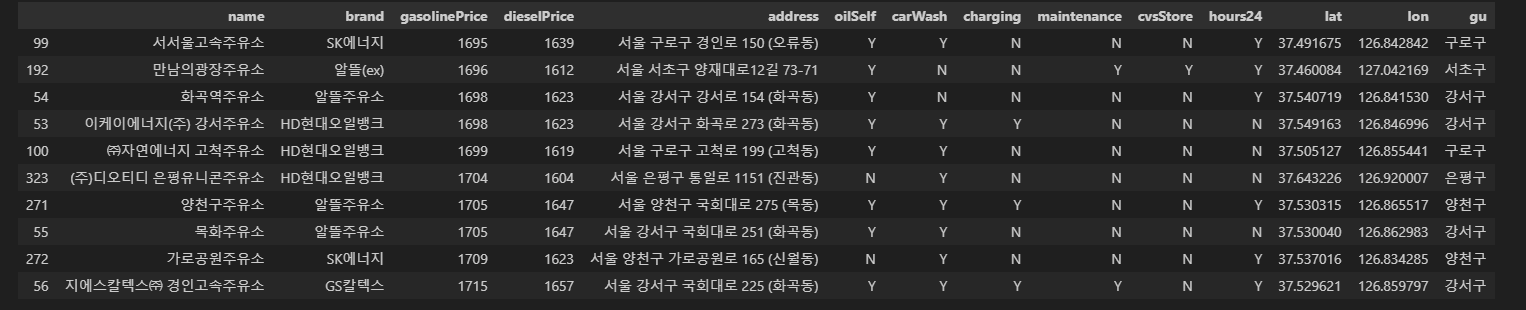 name brand gasolinePrice dieselPrice address oilSelf carWash charging maintenance cvsStore hours24 lat lon gu
99 서서울고속주유소 SK에너지 1695 1639 서울 구로구 경인로 150 (오류동) Y Y N N N Y 37.491675 126.842842 구로구
192 만남의광장주유소 알뜰(ex) 1696 1612 서울 서초구 양재대로12길 73-71 Y N N Y Y Y 37.460084 127.042169 서초구
54 화곡역주유소 알뜰주유소 1698 1623 서울 강서구 강서로 154 (화곡동) Y N N N N Y 37.540719 126.841530 강서구
53 이케이에너지(주) 강서주유소 HD현대오일뱅크 1698 1623 서울 강서구 화곡로 273 (화곡동) Y Y Y N N N 37.549163 126.846996 강서구
100 ㈜자연에너지 고척주유소 HD현대오일뱅크 1699 1619 서울 구로구 고척로 199 (고척동) Y Y N N N N 37.505127 126.855441 구로구
323 (주)디오티디 은평유니콘주유소 HD현대오일뱅크 1704 1604 서울 은평구 통일로 1151 (진관동) N Y N N N N 37.643226 126.920007 은평구
271 양천구주유소 알뜰주유소 1705 1647 서울 양천구 국회대로 275 (목동) Y Y Y N N Y 37.530315 126.865517 양천구
55 목화주유소 알뜰주유소 1705 1647 서울 강서구 국회대로 251 (화곡동) Y Y N N N N 37.530040 126.862983 강서구
272 가로공원주유소 SK에너지 1709 1623 서울 양천구 가로공원로 165 (신월동) N Y N N N Y 37.537016 126.834285 양천구
56 지에스칼텍스㈜ 경인고속주유소 GS칼텍스 1715 1657 서울 강서구 국회대로 225 (화곡동) Y Y Y Y N Y 37.529621 126.859797 강서구